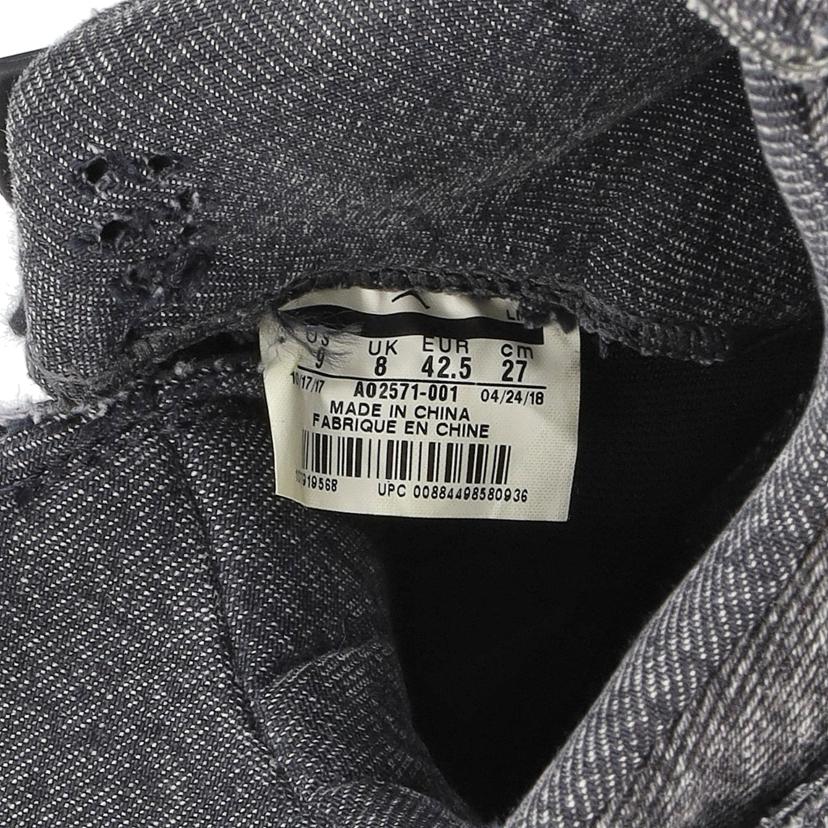 US UK EUR cm
9 8 42.5 27
10/17/17 AO2571-001 04/24/18
MADE IN CHINA
FABRIQUE EN CHINE
UPC 00884498580936